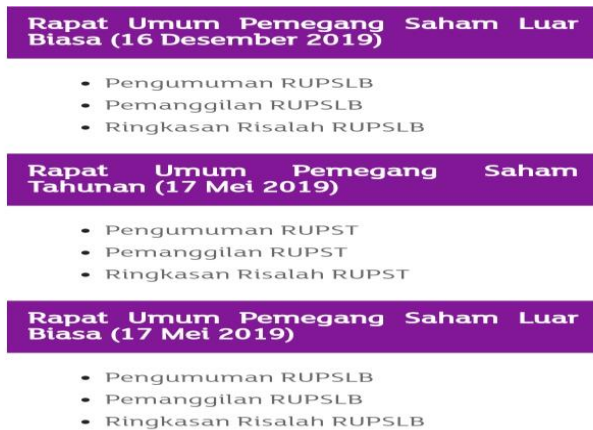 Rapat Umum Pemegang Saham Luar
Biasa (16 Desember 2019)
• Pengumuman RUPSLB
• Pemanggilan RUPSLB
• Ringkasan Risalah RUPSLB
Rapat Umum Pemegang Saham
Tahunan (17 Mei 2019)
• Pengumuman RUPST
• Pemanggilan RUPST
• Ringkasan Risalah RUPST
Rapat Umum Pemegang Saham Luar
Biasa (17 Mei 2019)
• Pengumuman RUPSLB
• Pemanggilan RUPSLB
• Ringkasan Risalah RUPSLB